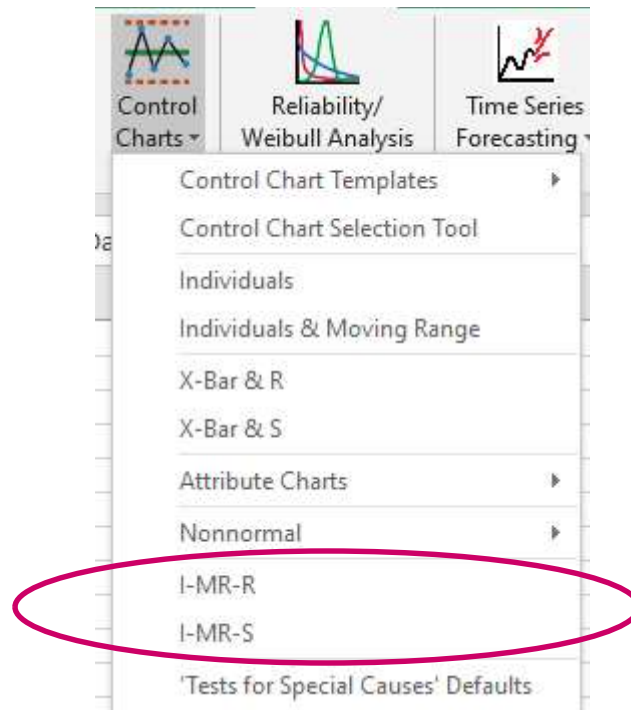 Control
Charts
Reliability/
Weibull Analysis
Time Series
Forecasting
Control Chart Templates
Control Chart Selection Tool
Individuals
Individuals & Moving Range
X-Bar & R
X-Bar & S
Attribute Charts
Nonnormal
I-MR-R
I-MR-S
'Tests for Special Causes' Defaults